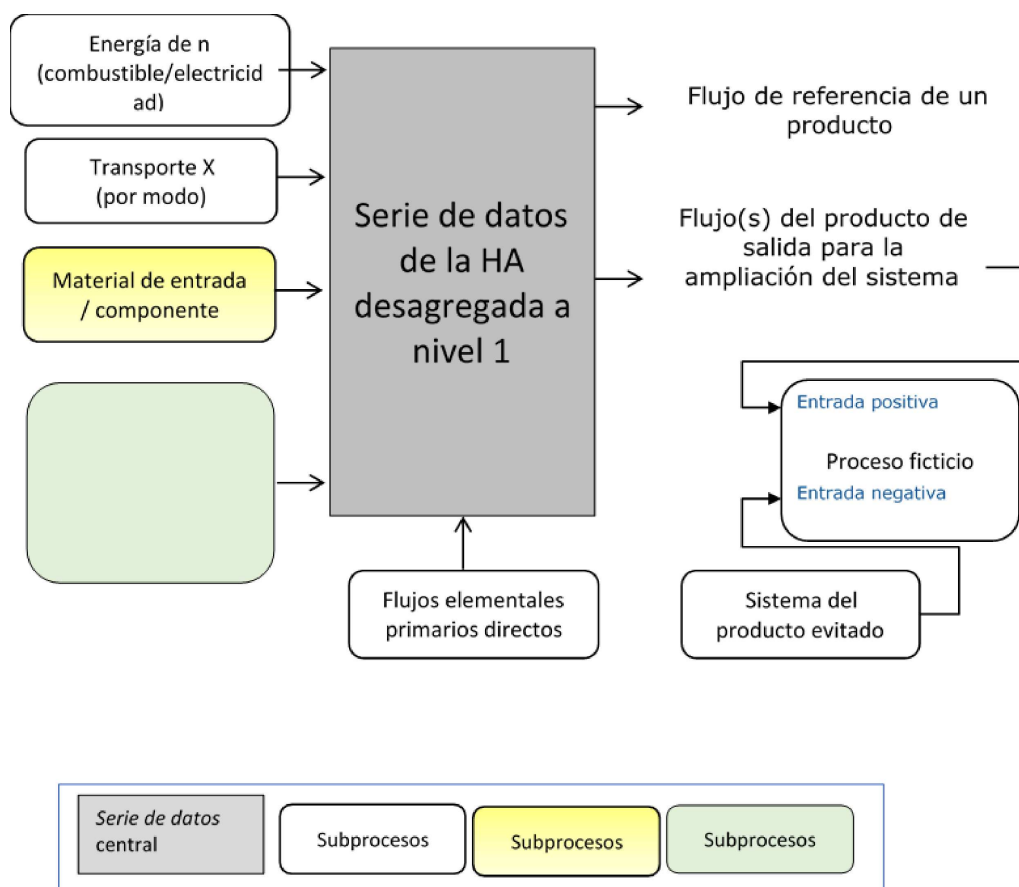 Energía de n
(combustible/electricid
ad)
Transporte X
(por modo)
Material de entrada
/ componente
Serie de datos
de la HA
desagregada a
nivel 1
Flujo de referencia de un
producto
Flujo(s) del producto de
salida para la
ampliación del sistema
Entrada positiva
Proceso ficticio
Entrada negativa
Flujos elementales
primarios directos
Sistema del
producto evitado
Serie de datos
central
Subprocesos
Subprocesos
Subprocesos